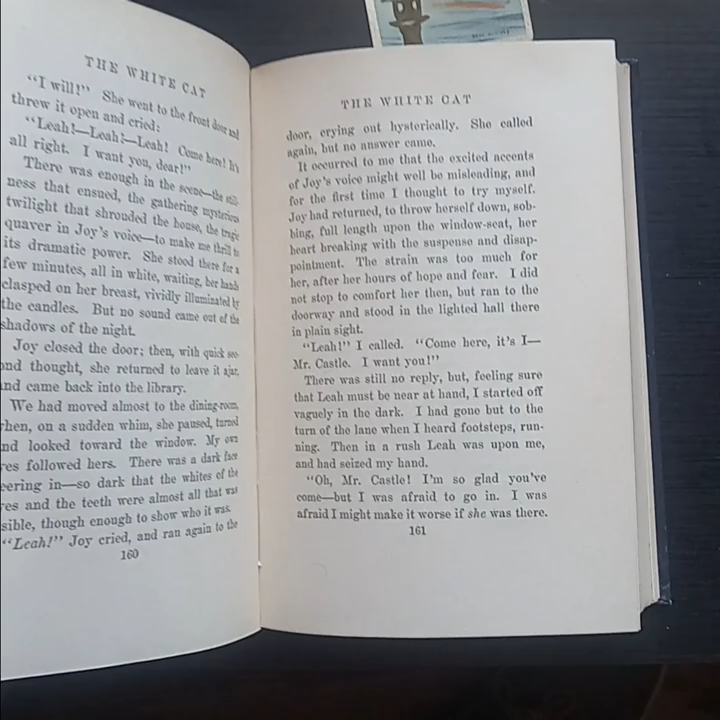 THE WHITE CAT
"I will!" She went to the front door and
threw it open and cried:
"Leah!—Leah!—Leah! Come here! It's
all right. I want you, dear!"
There was enough in the scene—the still-
ness that ensued, the gathering mysterious
twilight that shrouded the house, the tragic
quaver in Joy's voice—to make me thrill to
its dramatic power. She stood there for a
few minutes, all in white, waiting, her hands
clasped on her breast, vividly illuminated by
the candles. But no sound came out of the
shadows of the night.
Joy closed the door; then, with quick sec-
ond thought, she returned to leave it ajar,
and came back into the library.
We had moved almost to the dining-room,
when, on a sudden whim, she paused, turned
and looked toward the window. My own
eyes followed hers. There was a dark face
peering in—so dark that the whites of the
eyes and the teeth were almost all that was
visible, though enough to show who it was.
"Leah!" Joy cried, and ran again to the
160
THE WHITE CAT
door, crying out hysterically. She called
again, but no answer came.
It occurred to me that the excited accents
of Joy's voice might well be misleading, and
for the first time I thought to try myself.
Joy had returned, to throw herself down, sob-
bing, full length upon the window-seat, her
heart breaking with the suspense and disap-
pointment. The strain was too much for
her, after her hours of hope and fear. I did
not stop to comfort her then, but ran to the
doorway and stood in the lighted hall there
in plain sight.
"Leah!" I called. "Come here, it's I—
Mr. Castle. I want you!"
There was still no reply, but, feeling sure
that Leah must be near at hand, I started off
vaguely in the dark. I had gone but to the
turn of the lane when I heard footsteps, run-
ning. Then in a rush Leah was upon me,
and had seized my hand.
"Oh, Mr. Castle! I'm so glad you've
come—but I was afraid to go in. I was
afraid I might make it worse if she was there.
161